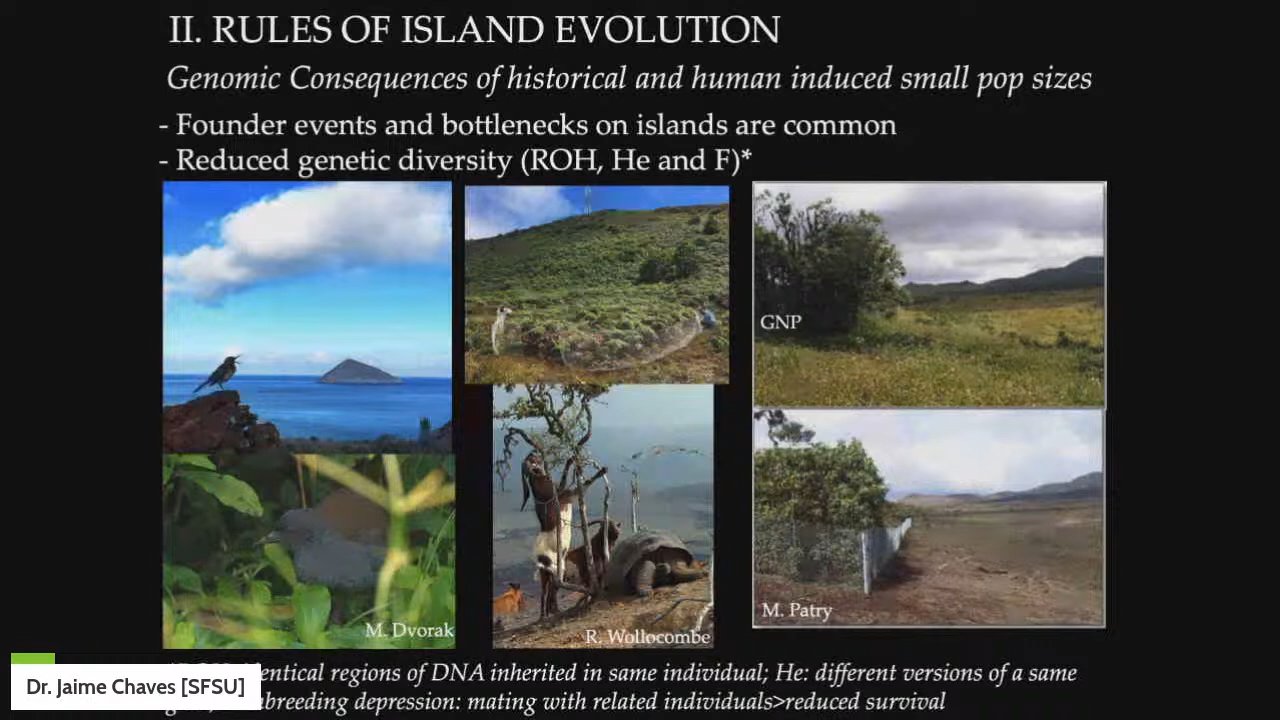 II. RULES OF ISLAND EVOLUTION
Genomic Consequences of historical and human induced small pop sizes
- Founder events and bottlenecks on islands are common
- Reduced genetic diversity (ROH, He and F)*
GNP
M. Patry
M. Dvorak
R. Wollocombe
regions of DNA inherited in same individual; He: different versions of a same
depression: mating with related individuals>reduced survival
Dr. Jaime Chaves [SFSU]